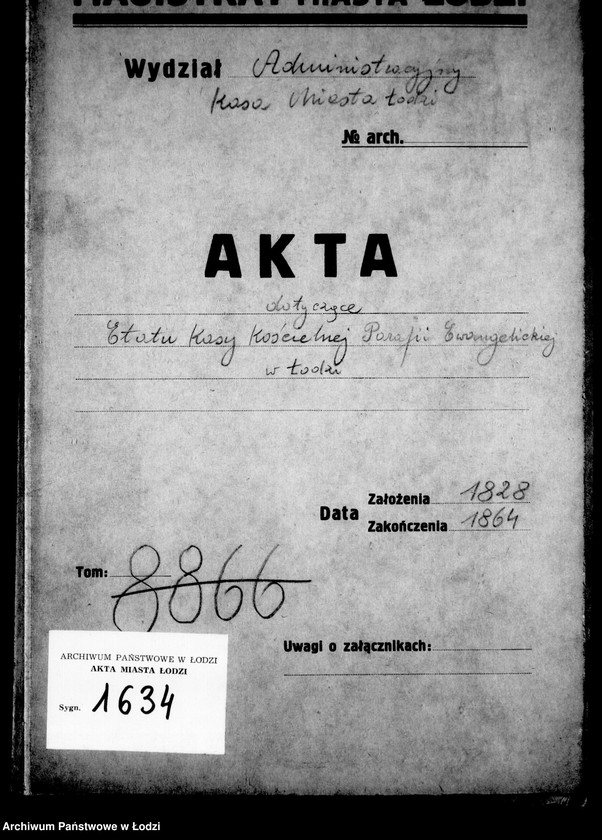 MAGISTRAT MIASTA ŁODZI
Wydział Administracyjny
Kasa Miasta Łodzi
№ arch.
AKTA
dotyczące
Etatu Kasy Kościelnej Parafii Ewangelickiej
w Łodzi
Data Założenia 1828
Zakończenia 1864
Tom: 8866
Uwagi o załącznikach:
ARCHIWUM PAŃSTWOWE W ŁODZI
AKTA MIASTA ŁODZI
Sygn. 1634
Archiwum Państwowe w Łodzi